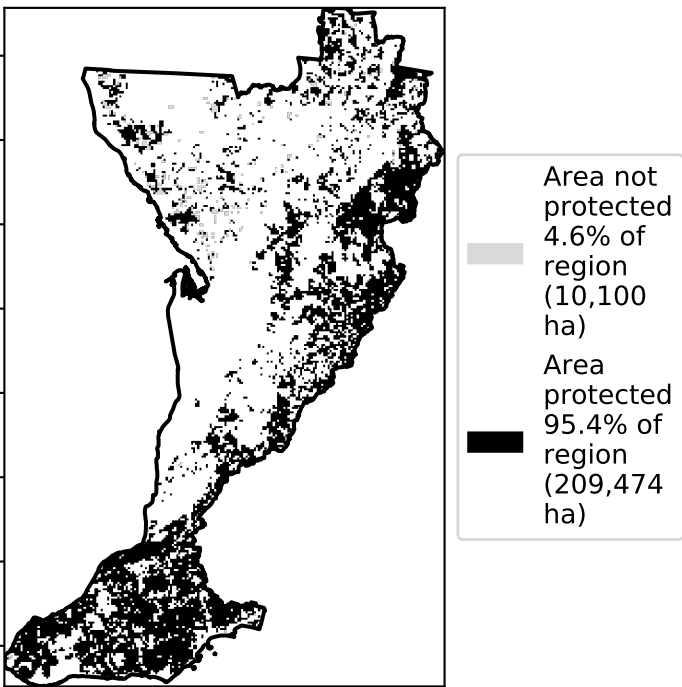 Area not
protected
4.6% of
region
(10,100
ha)
Area
protected
95.4% of
region
(209,474
ha)